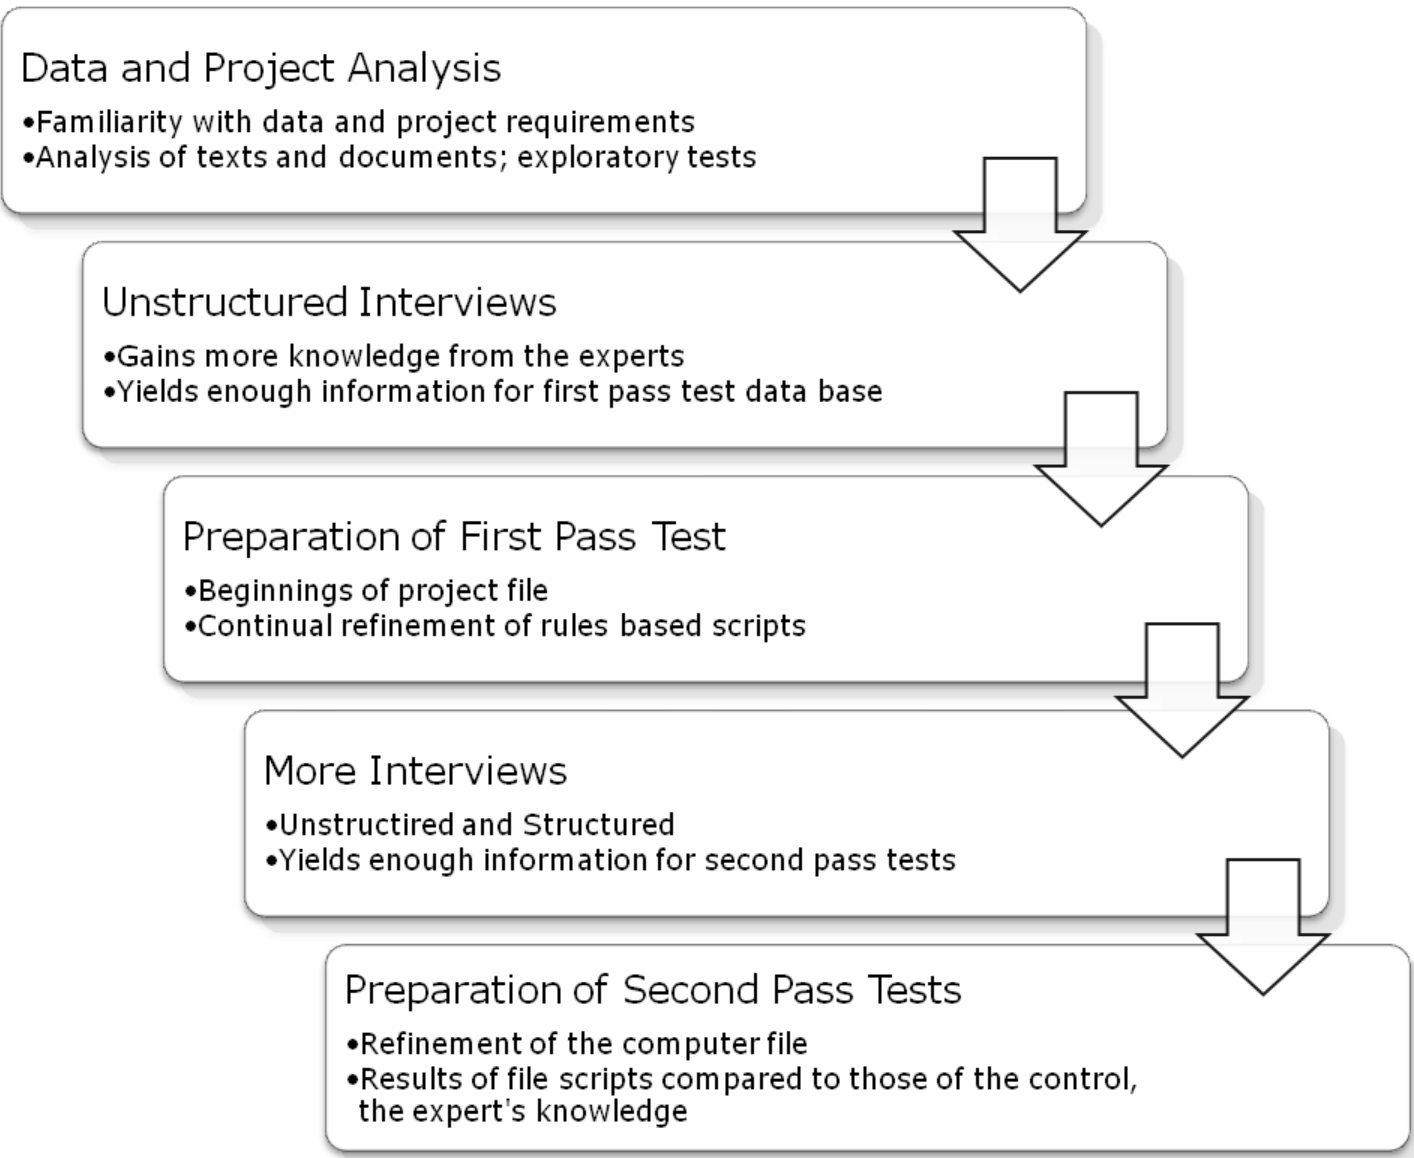 Data and Project Analysis
•Familiarity with data and project requirements
•Analysis of texts and documents; exploratory tests
Unstructured Interviews
•Gains more knowledge from the experts
•Yields enough information for first pass test data base
Preparation of First Pass Test
•Beginnings of project file
•Continual refinement of rules based scripts
More Interviews
•Unstructired and Structured
•Yields enough information for second pass tests
Preparation of Second Pass Tests
•Refinement of the computer file
•Results of file scripts compared to those of the control,
the expert's knowledge